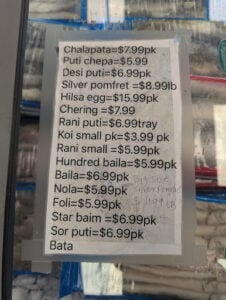 Chalapata=$7.99pk
Puti chepa=$5.99
Desi puti=$6.99pk
Silver pomfret =$8.99lb
Hilsa egg=$15.99pk
Chering =$7.99
Rani puti=$6.99tray
Koi small pk=$3.99 pk
Rani small =$5.99pk
Hundred baila=$5.99pk
Baila=$6.99pk Big size
Nola=$5.99pk Silver
Foli=$5.99pk
Star baim =$6.99pk
Sor puti=$6.99pk
Bata